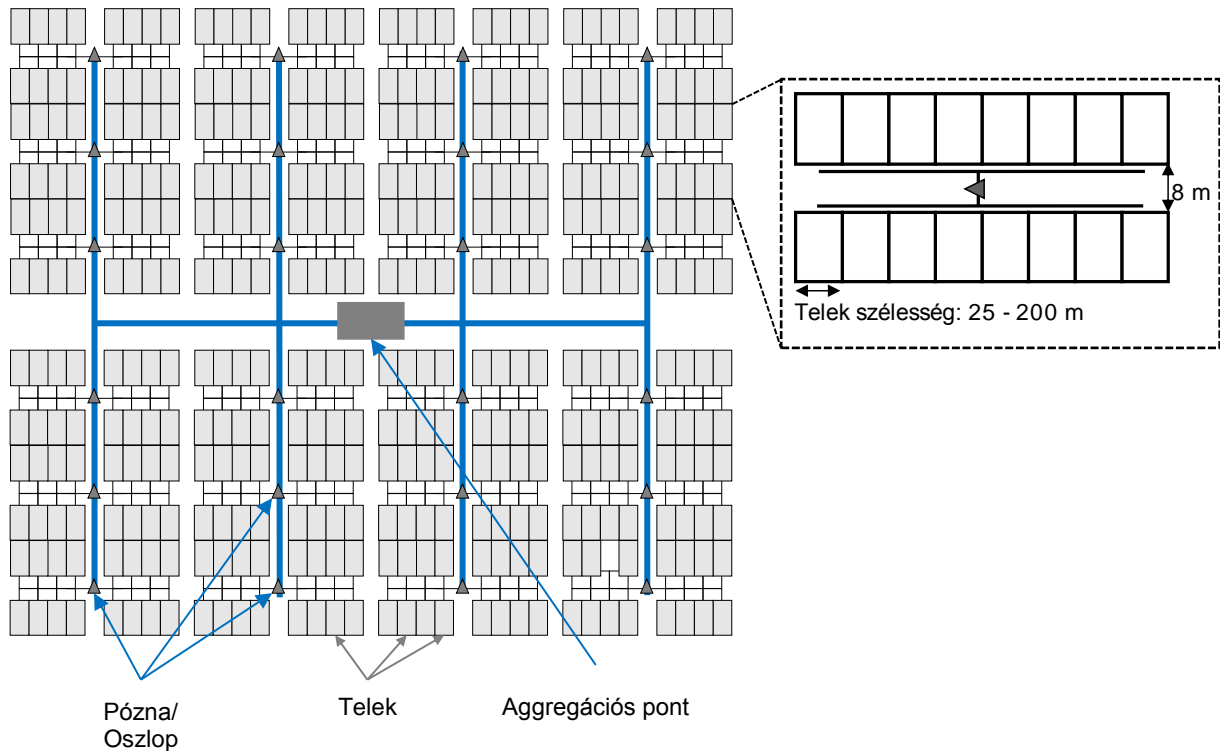 8 m
Telek szélesség: 25 - 200 m
Pózna/
Oszlop
Telek
Aggregációs pont